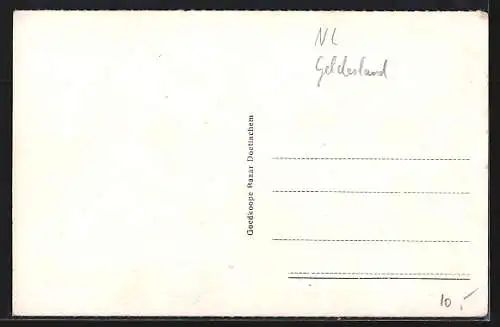 NL
Gelderland
Goedkoope Bazar Doetinchem
10,-